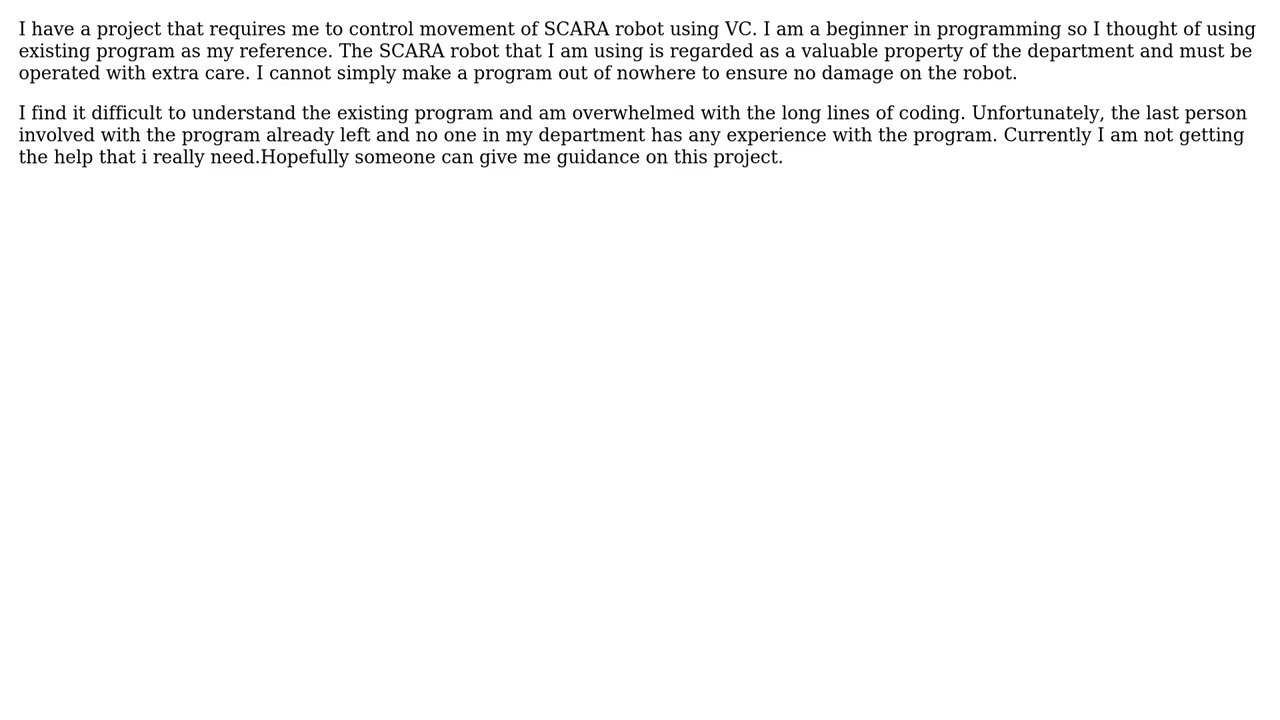 I have a project that requires me to control movement of SCARA robot using VC. I am a beginner in programming so I thought of using
existing program as my reference. The SCARA robot that I am using is regarded as a valuable property of the department and must be
operated with extra care. I cannot simply make a program out of nowhere to ensure no damage on the robot.
I find it difficult to understand the existing program and am overwhelmed with the long lines of coding. Unfortunately, the last person
involved with the program already left and no one in my department has any experience with the program. Currently I am not getting
the help that i really need.Hopefully someone can give me guidance on this project.